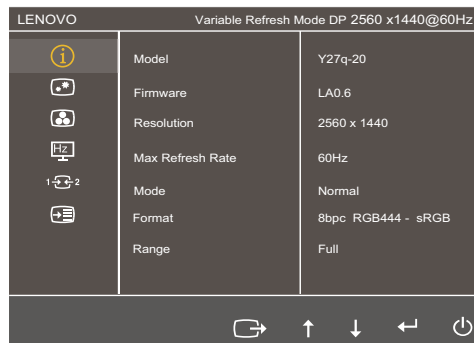 LENOVO Variable Refresh Mode DP 2560 x1440@60Hz
Model Y27q-20
Firmware LA0.6
Resolution 2560 x 1440
Hz
Max Refresh Rate 60Hz
1 2
Mode Normal
Format 8bpc RGB444 - sRGB
Range Full